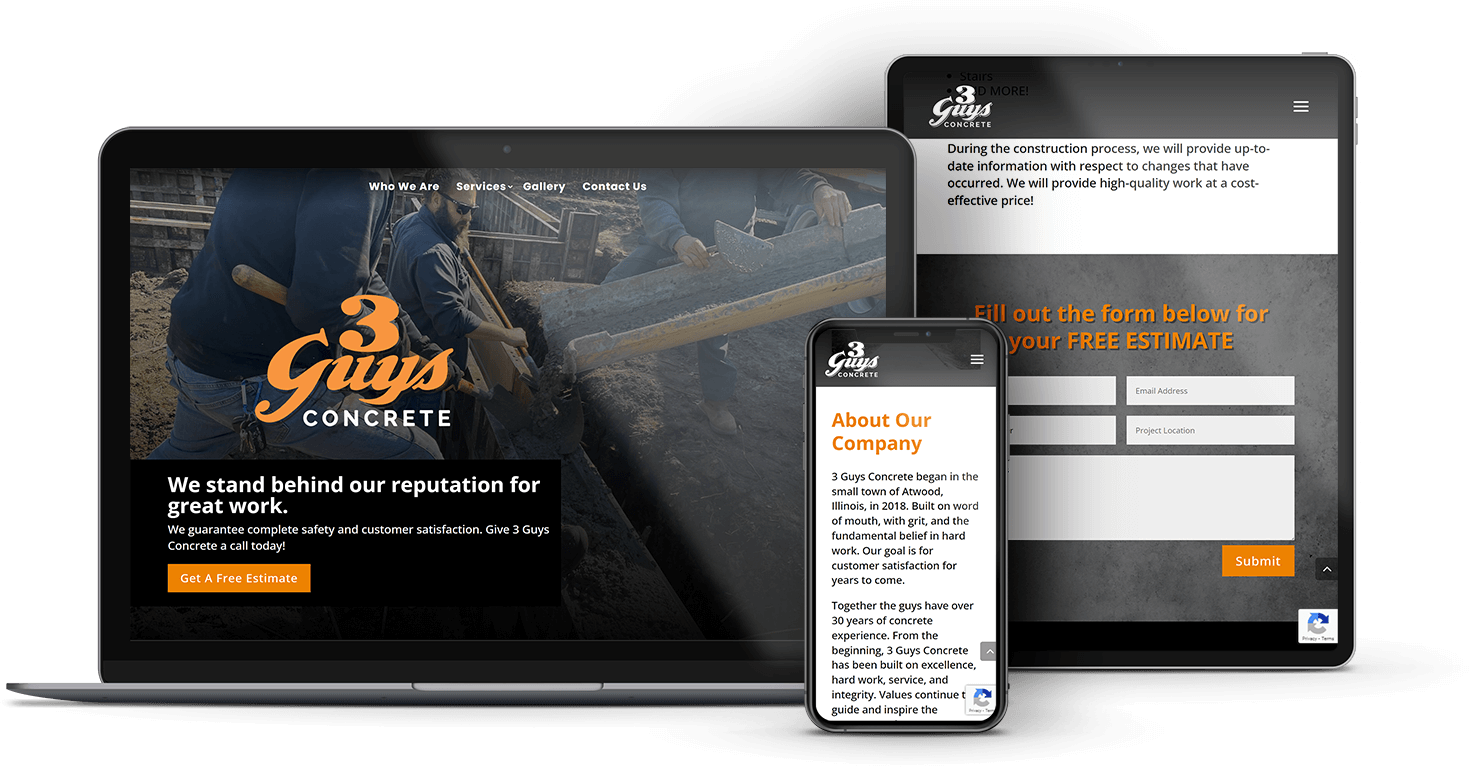 Who We Are Services Gallery Contact Us
3
Guys
CONCRETE
We stand behind our reputation for
great work.
We guarantee complete safety and customer satisfaction. Give 3 Guys
Concrete a call today!
Get A Free Estimate
3
Guys
CONCRETE
About Our
Company
3 Guys Concrete began in the
small town of Atwood,
Illinois, in 2018. Built on word
of mouth, with grit, and the
fundamental belief in hard
work. Our goal is for
customer satisfaction for
years to come.
Together the guys have over
30 years of concrete
experience. From the
beginning, 3 Guys Concrete
has been built on excellence,
hard work, service, and
integrity. Values continue
guide and inspire the
Privacy - Terms
Stairs
MORE!
3
Guys
CONCRETE
During the construction process, we will provide up-to-
date information with respect to changes that have
occurred. We will provide high-quality work at a cost-
effective price!
Fill out the form below for
your FREE ESTIMATE
Email Address
Project Location
Submit
Privacy - Terms